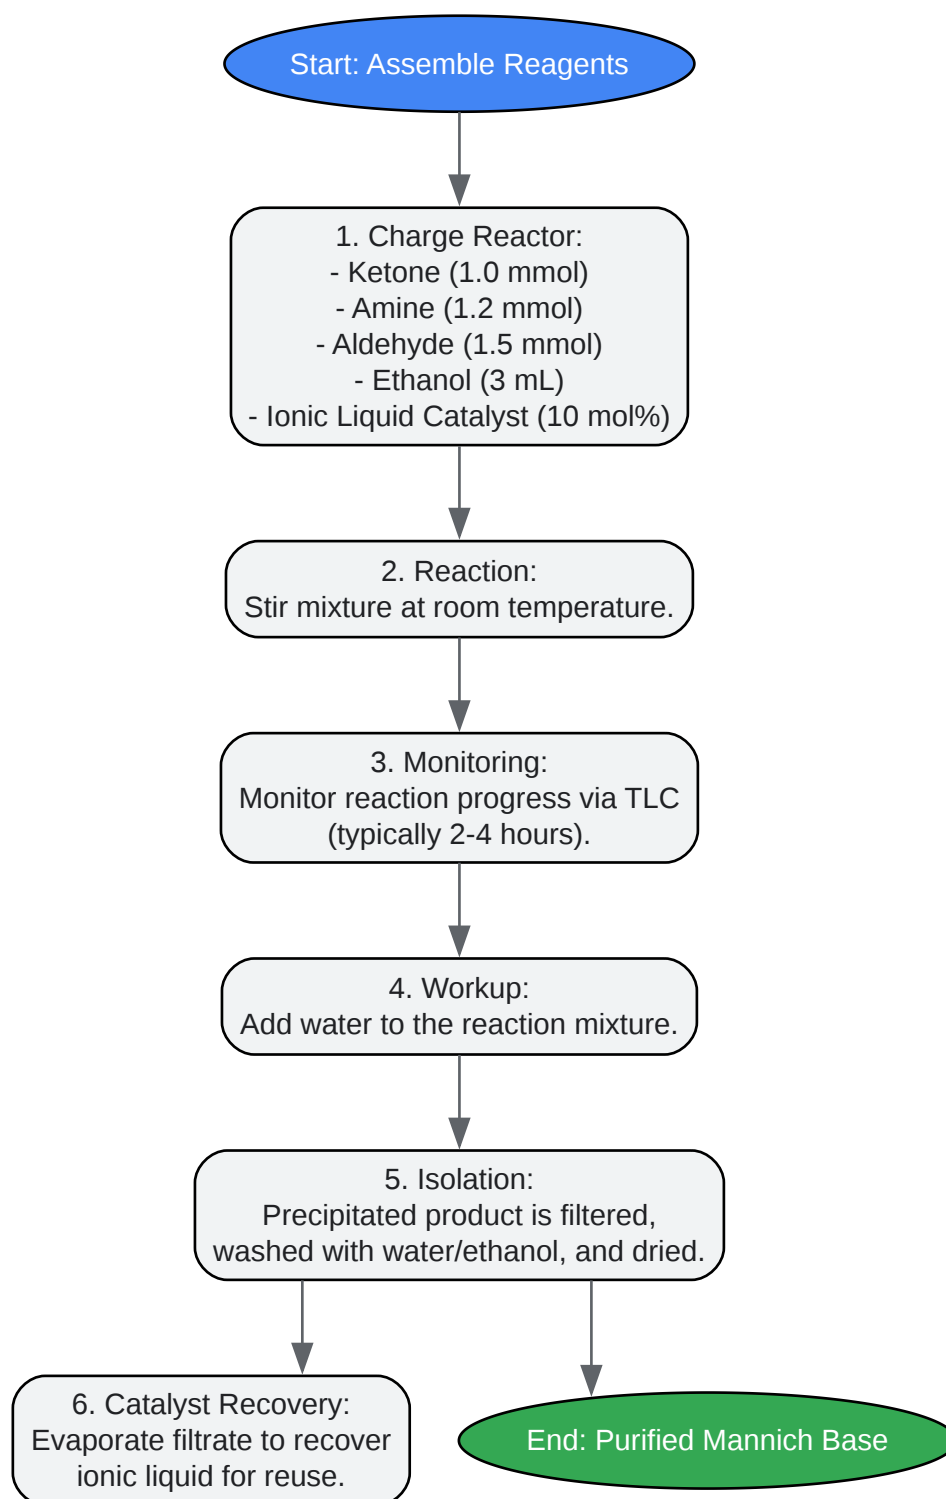 Start: Assemble Reagents
1. Charge Reactor:
- Ketone (1.0 mmol)
- Amine (1.2 mmol)
- Aldehyde (1.5 mmol)
- Ethanol (3 mL)
- Ionic Liquid Catalyst (10 mol%)
2. Reaction:
Stir mixture at room temperature.
3. Monitoring:
Monitor reaction progress via TLC
(typically 2-4 hours).
4. Workup:
Add water to the reaction mixture.
5. Isolation:
Precipitated product is filtered,
washed with water/ethanol, and dried.
6. Catalyst Recovery:
Evaporate filtrate to recover
ionic liquid for reuse.
End: Purified Mannich Base